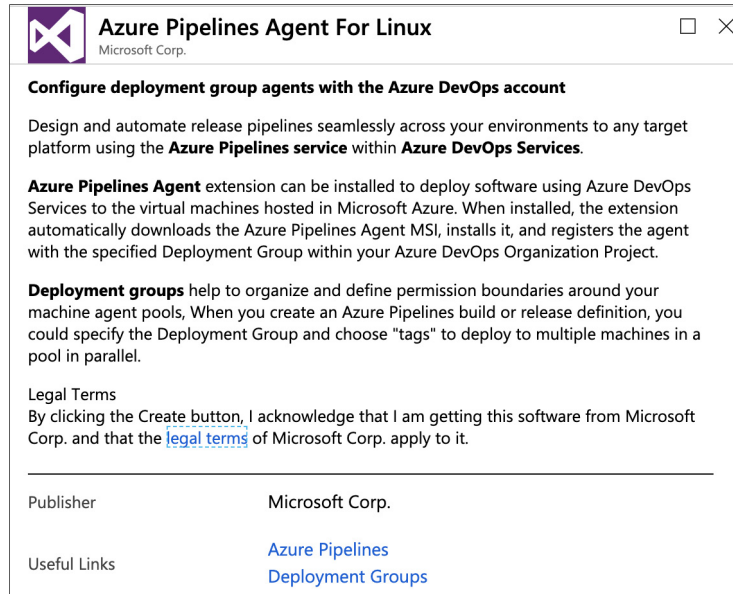 Azure Pipelines Agent For Linux
Microsoft Corp.
Configure deployment group agents with the Azure DevOps account
Design and automate release pipelines seamlessly across your environments to any target
platform using the Azure Pipelines service within Azure DevOps Services.
Azure Pipelines Agent extension can be installed to deploy software using Azure DevOps
Services to the virtual machines hosted in Microsoft Azure. When installed, the extension
automatically downloads the Azure Pipelines Agent MSI, installs it, and registers the agent
with the specified Deployment Group within your Azure DevOps Organization Project.
Deployment groups help to organize and define permission boundaries around your
machine agent pools, When you create an Azure Pipelines build or release definition, you
could specify the Deployment Group and choose "tags" to deploy to multiple machines in a
pool in parallel.
Legal Terms
By clicking the Create button, I acknowledge that I am getting this software from Microsoft
Corp. and that the legal terms of Microsoft Corp. apply to it.
Publisher Microsoft Corp.
Useful Links Azure Pipelines
Deployment Groups